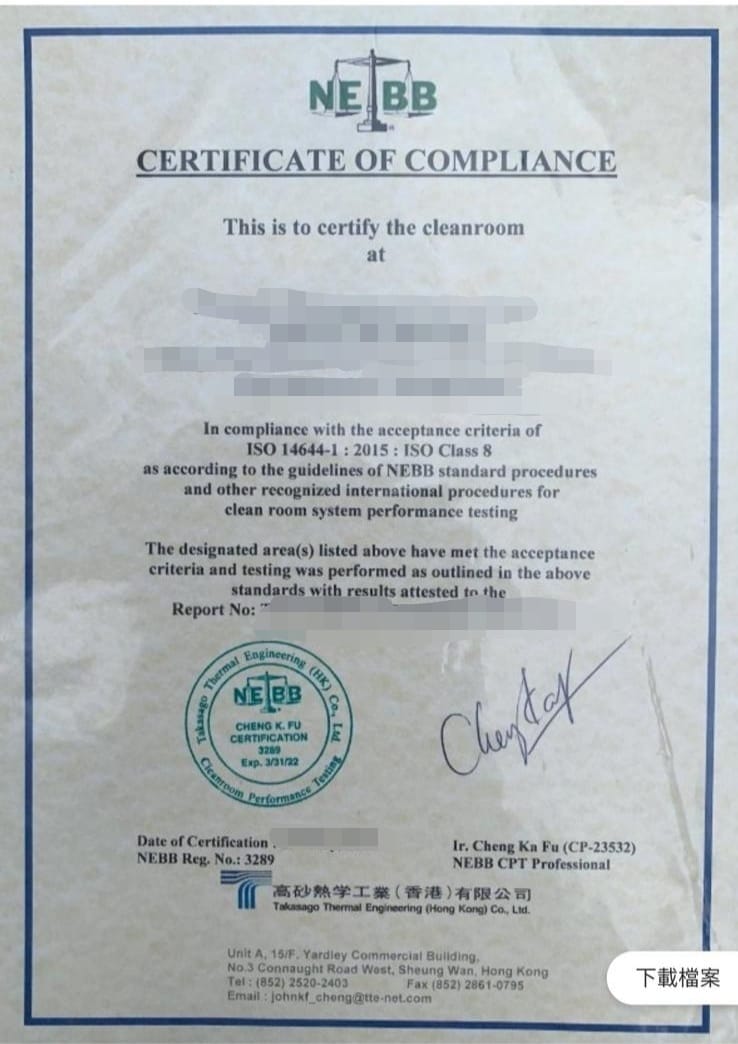 NEBB
CERTIFICATE OF COMPLIANCE
This is to certify the cleanroom
at
In compliance with the acceptance criteria of
ISO 14644-1 : 2015 : ISO Class 8
as according to the guidelines of NEBB standard procedures
and other recognized international procedures for
clean room system performance testing
The designated area(s) listed above have met the acceptance
criteria and testing was performed as outlined in the above
standards with results attested to the
Report No:
Takasago Thermal Engineering (HK) Co., Ltd.
NEBB
CHENG K. FU
CERTIFICATION
3289
Exp. 3/31/22
Cleanroom Performance Testing
Date of Certification
NEBB Reg. No.: 3289
Ir. Cheng Ka Fu (CP-23532)
NEBB CPT Professional
高砂熱学工業(香港)有限公司
Takasago Thermal Engineering (Hong Kong) Co., Ltd.
Unit A, 15/F, Yardley Commercial Building,
No.3 Connaught Road West, Sheung Wan, Hong Kong
Tel : (852) 2520-2403 Fax (852) 2861-0795
Email : johnkf_cheng@tte-net.com
下載檔案